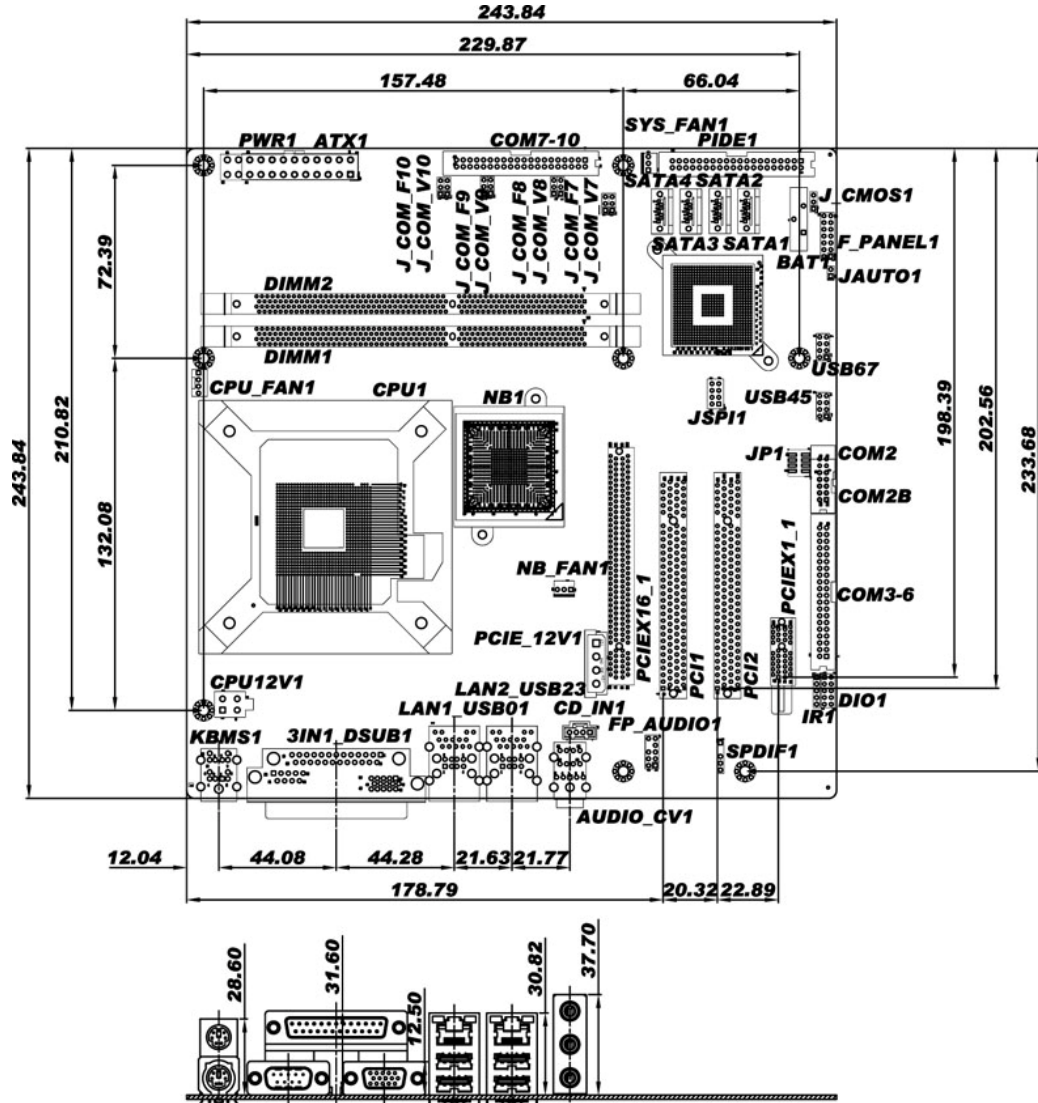 243.84
229.87
157.48 66.04
SYS_FAN1
PWR1 ATX1 COM7-10 PIDE1
SATA4 SATA2
J_CMOS1
J_COM_F10
J_COM_V10
J_COM_F9
J_COM_V9
J_COM_F8
J_COM_V8
J_COM_F7
J_COM_V7
SATA3 SATA1
F_PANEL1
BAT1
JAUTO1
72.39
DIMM2
DIMM1
CPU_FAN1 CPU1 NB1
USB67
USB45
JSPI1
JP1 COM2
COM2B
243.84
210.82
132.08
198.39
202.56
233.68
NB_FAN1
PCIEX1_1
COM3-6
PCIE_12V1
PCIEX16_1
PCI1
PCI2
CPU12V1
LAN2_USB23
LAN1_USB01 CD_IN1
FP_AUDIO1
DIO1
IR1
KBMS1 3IN1_DSUB1
SPDIF1
AUDIO_CV1
12.04 44.08 44.28 21.63 21.77
178.79 20.32 22.89
28.60
31.60
12.50
30.82
37.70